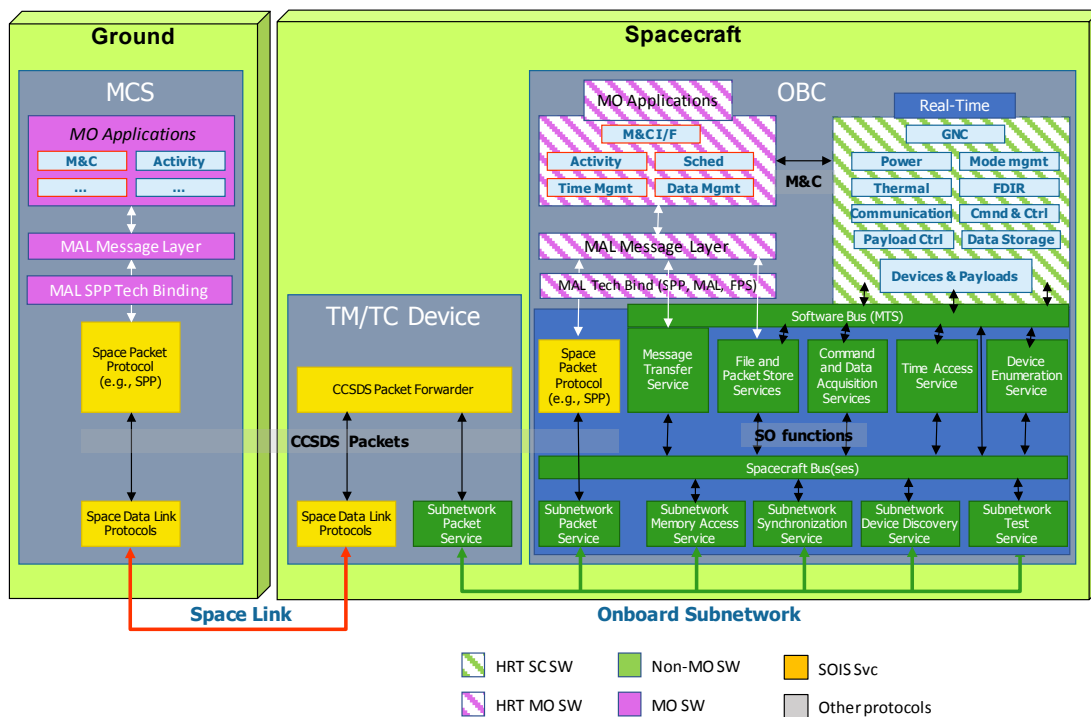 Ground
Spacecraft
MCS
OBC
MO Applications
M&C
Activity
...
...
MAL Message Layer
MAL SPP Tech Binding
Space Packet
Protocol
(e.g., SPP)
Space Data Link
Protocols
TM/TC Device
CCSDS Packet Forwarder
CCSDS Packets
Space Data Link
Protocols
Subnetwork
Packet
Service
MO Applications
M&C I/F
Activity
Sched
Time Mgmt
Data Mgmt
M&C
MAL Message Layer
MAL Tech Bind (SPP, MAL, FPS)
Real-Time
GNC
Power
Mode mgmt
Thermal
FDIR
Communication
Cmnd & Ctrl
Payload Ctrl
Data Storage
Devices & Payloads
Software Bus (MTS)
Space
Packet
Protocol
(e.g., SPP)
Message
Transfer
Service
File and
Packet Store
Services
Command
and Data
Acquisition
Services
Time Access
Service
Device
Enumeration
Service
SO functions
Spacecraft Bus(ses)
Subnetwork
Packet
Service
Subnetwork
Memory Access
Service
Subnetwork
Synchronization
Service
Subnetwork
Device Discovery
Service
Subnetwork
Test
Service
Space Link
Onboard Subnetwork
HRT SC SW
Non-MO SW
SOIS Svc
HRT MO SW
MO SW
Other protocols